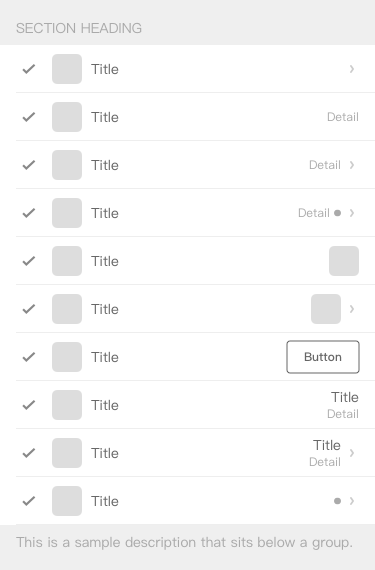 SECTION HEADING
Title
Title Detail
Title Detail
Title Detail
Title
Title
Title Button
Title Title
Detail
Title Title
Detail
Title
This is a sample description that sits below a group.